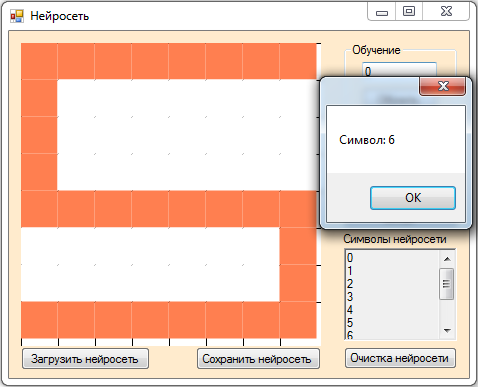 Нейросеть
Обучение
0
Символ: 6
OK
Символы нейросети
0
1
2
3
4
5
6
Загрузить нейросеть
Сохранить нейросеть
Очистка нейросети